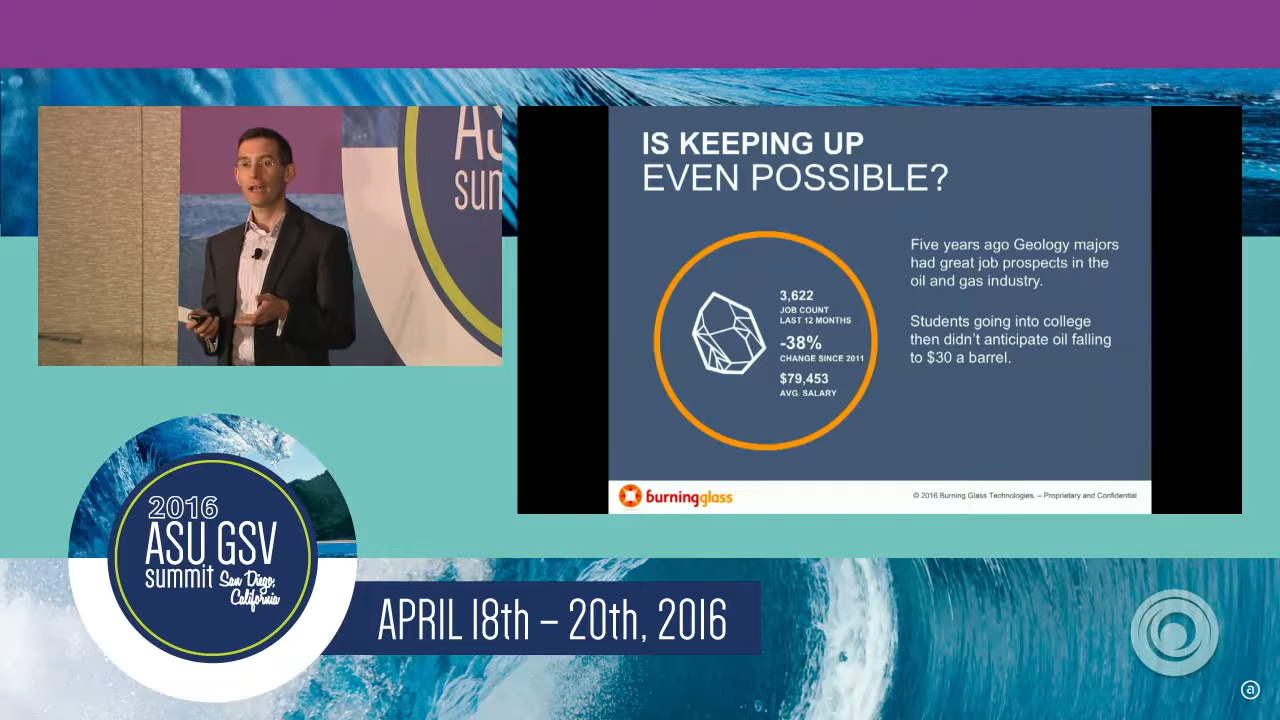 AS
sum
IS KEEPING UP
EVEN POSSIBLE?
3,622
JOB COUNT
LAST 12 MONTHS
-38%
CHANGE SINCE 2011
$79,453
AVG. SALARY
Five years ago Geology majors
had great job prospects in the
oil and gas industry.
Students going into college
then didn't anticipate oil falling
to $30 a barrel.
burningglass
© 2016 Burning Glass Technologies. – Proprietary and Confidential
2016
ASU GSV
summit San Diego,
California
APRIL 18th – 20th, 2016
a